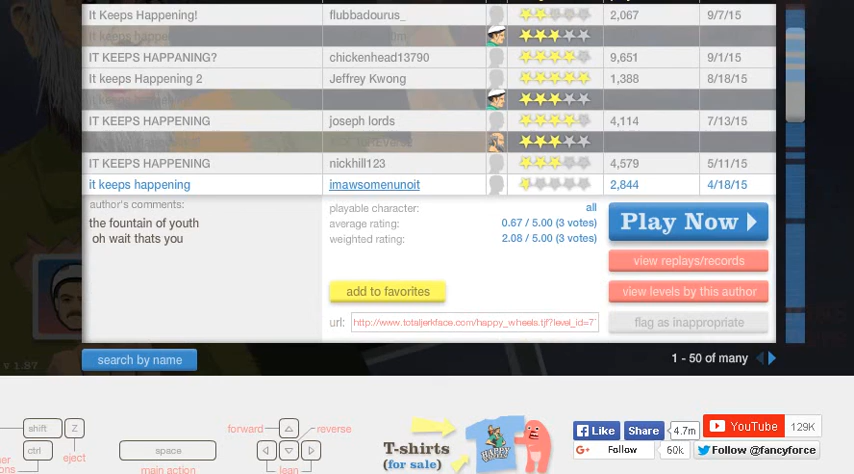 It Keeps Happening! flubbadourus_ 2,067 9/7/15
IT KEEPS HAPPANING? chickenhead13790 9,651 9/1/15
It keeps Happening 2 Jeffrey Kwong 1,388 8/18/15
IT KEEPS HAPPENING joseph lords 4,114 7/13/15
IT KEEPS HAPPENING nickhill123 4,579 5/11/15
it keeps happening imawsomenunoit 2,844 4/18/15
author's comments:
the fountain of youth
oh wait thats you
playable character: all
average rating: 0.67 / 5.00 (3 votes)
weighted rating: 2.08 / 5.00 (3 votes)
Play Now
view replays/records
add to favorites
view levels by this author
url: http://www.totaljerkface.com/happy_wheels.tjf?level_id=7
flag as inappropriate
search by name
1 - 50 of many
v 1.87
shift Z
ctrl
eject
space
main action
forward
reverse
lean
T-shirts
(for sale)
HAPPY WHEELS
Like Share 4.7m
YouTube 129K
G+ Follow 60k
Follow @fancyforce